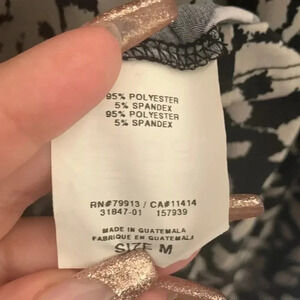 95% POLYESTER
5% SPANDEX
95% POLYESTER
5% SPANDEX
RN#79913 / CA#11414
31847-01 157939
MADE IN GUATEMALA
FABRIQUE EN GUATEMALA
SIZE M